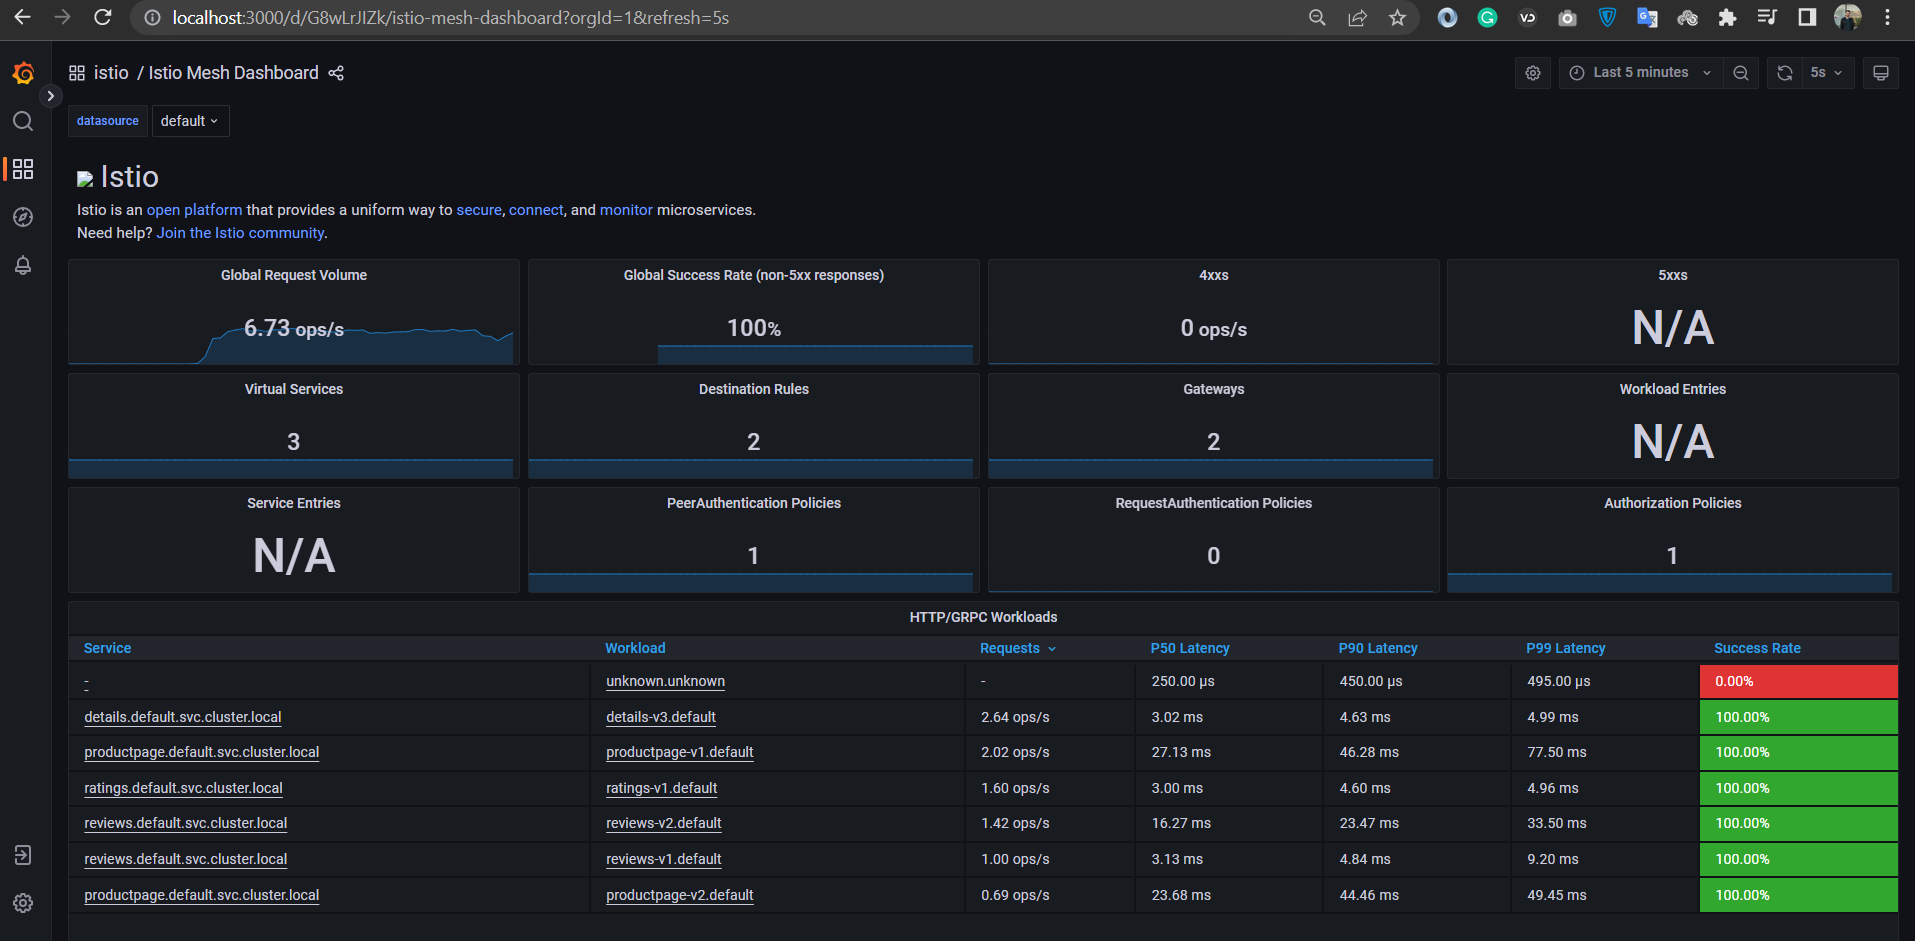 localhost:3000/d/G8wLrJIZk/istio-mesh-dashboard?orgId=1&refresh=5s
istio / Istio Mesh Dashboard
Last 5 minutes
5s
datasource default
Istio
Istio is an open platform that provides a uniform way to secure, connect, and monitor microservices.
Need help? Join the Istio community.
Global Request Volume Global Success Rate (non-5xx responses) 4xxs 5xxs
6.73 ops/s 100% 0 ops/s N/A
Virtual Services Destination Rules Gateways Workload Entries
3 2 2 N/A
Service Entries PeerAuthentication Policies RequestAuthentication Policies Authorization Policies
N/A 1 0 1
HTTP/GRPC Workloads
Service Workload Requests P50 Latency P90 Latency P99 Latency Success Rate
- unknown.unknown - 250.00 µs 450.00 µs 495.00 µs 0.00%
details.default.svc.cluster.local details-v3.default 2.64 ops/s 3.02 ms 4.63 ms 4.99 ms 100.00%
productpage.default.svc.cluster.local productpage-v1.default 2.02 ops/s 27.13 ms 46.28 ms 77.50 ms 100.00%
ratings.default.svc.cluster.local ratings-v1.default 1.60 ops/s 3.00 ms 4.60 ms 4.96 ms 100.00%
reviews.default.svc.cluster.local reviews-v2.default 1.42 ops/s 16.27 ms 23.47 ms 33.50 ms 100.00%
reviews.default.svc.cluster.local reviews-v1.default 1.00 ops/s 3.13 ms 4.84 ms 9.20 ms 100.00%
productpage.default.svc.cluster.local productpage-v2.default 0.69 ops/s 23.68 ms 44.46 ms 49.45 ms 100.00%